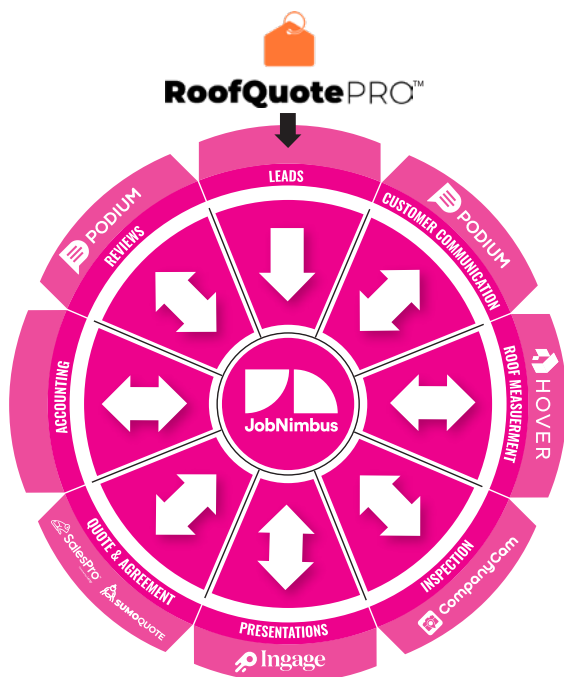 RoofQuotePRO™
LEADS
PODIUM
CUSTOMER COMMUNICATION
HOVER
ROOF MEASUERMENT
CompanyCam
INSPECTION
PRESENTATIONS
Ingage
QUOTE & AGREEMENT
SalesPro
SUMOQUOTE
ACCOUNTING
PODIUM
REVIEWS
JobNimbus